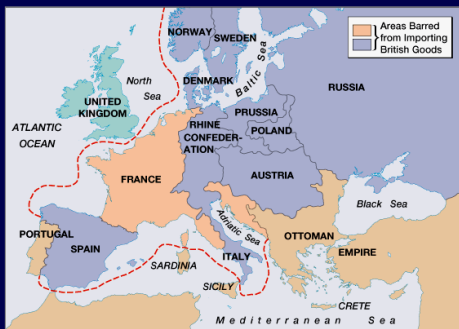 Areas Barred
from Importing
British Goods
NORWAY
SWEDEN
North
Sea
Baltic Sea
RUSSIA
DENMARK
UNITED
KINGDOM
ATLANTIC
OCEAN
PRUSSIA
RHINE
CONFEDER-
ATION
POLAND
FRANCE
AUSTRIA
Black Sea
Adriatic Sea
PORTUGAL
SPAIN
OTTOMAN
EMPIRE
SARDINIA
ITALY
SICILY
CRETE
Mediterranean Sea